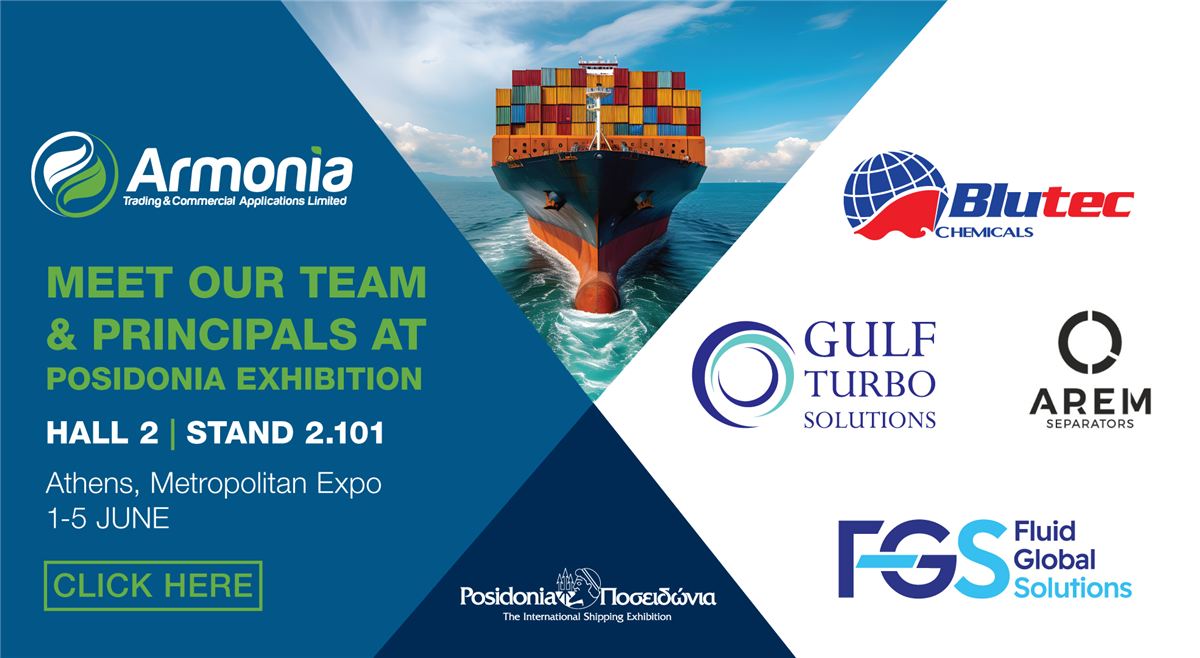 Armonia
Trading & Commercial Applications Limited
MEET OUR TEAM
& PRINCIPALS AT
POSIDONIA EXHIBITION
HALL 2 | STAND 2.101
Athens, Metropolitan Expo
1-5 JUNE
CLICK HERE
Posidonia Ποσειδώνια
The International Shipping Exhibition
Blutec
CHEMICALS
GULF
TURBO
SOLUTIONS
AREM
SEPARATORS
FGS
Fluid
Global
Solutions